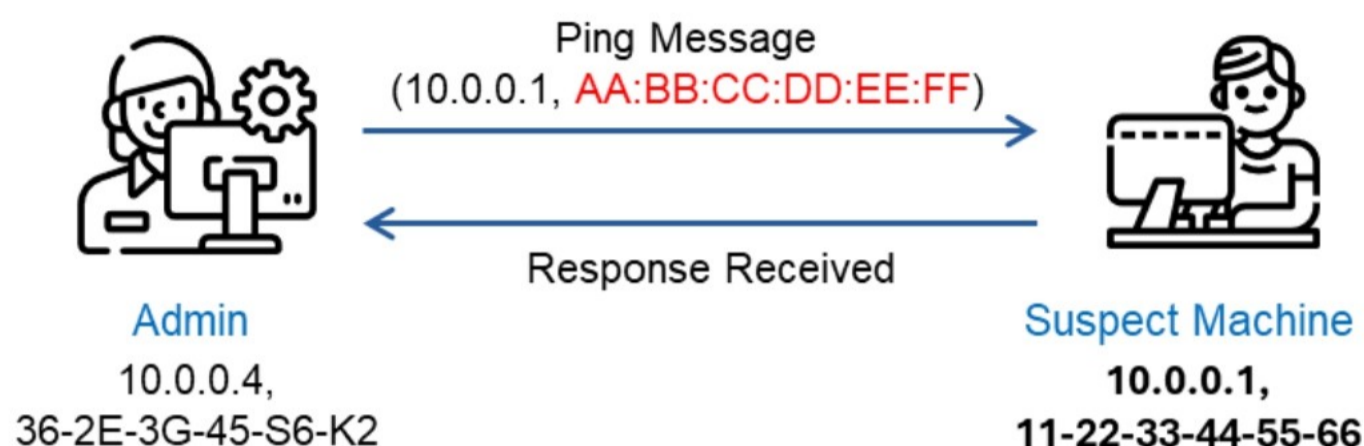 Ping Message
(10.0.0.1, AA:BB:CC:DD:EE:FF)
Response Received
Admin
10.0.0.4,
36-2E-3G-45-S6-K2
Suspect Machine
10.0.0.1,
11-22-33-44-55-66